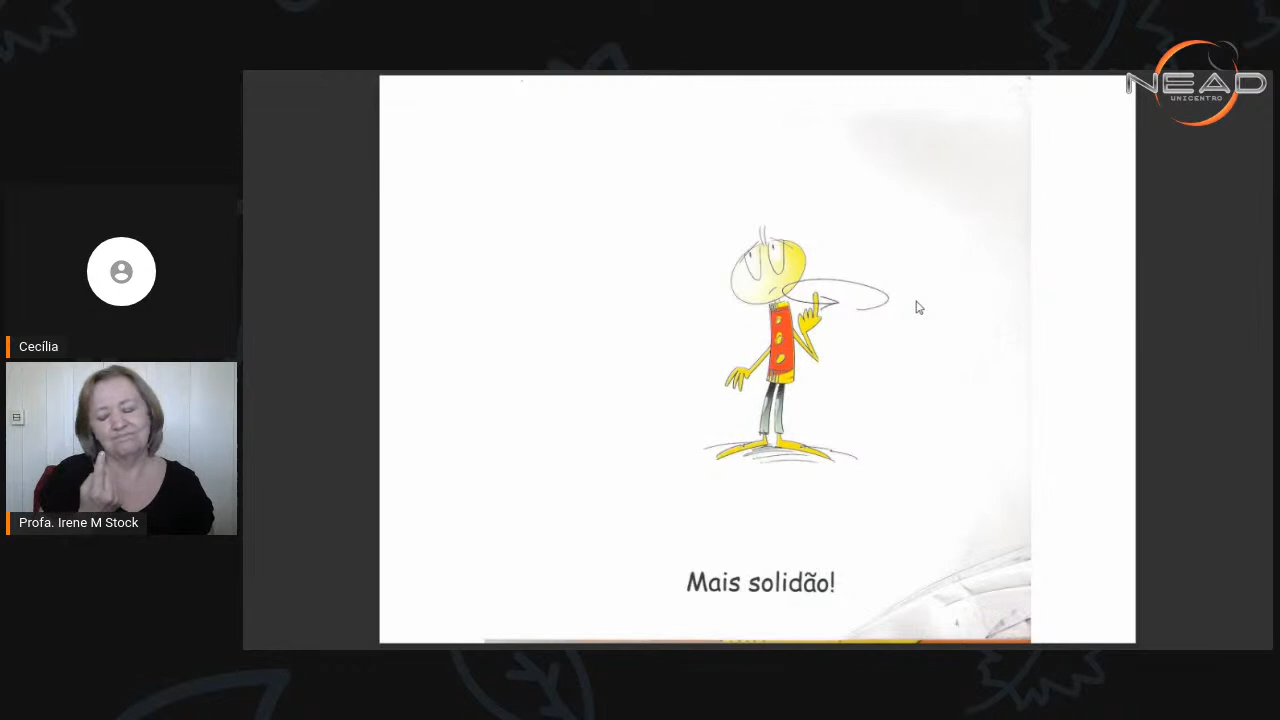 NEAD
UNICENTRO
Cecília
Profa. Irene M Stock
Mais solidão!